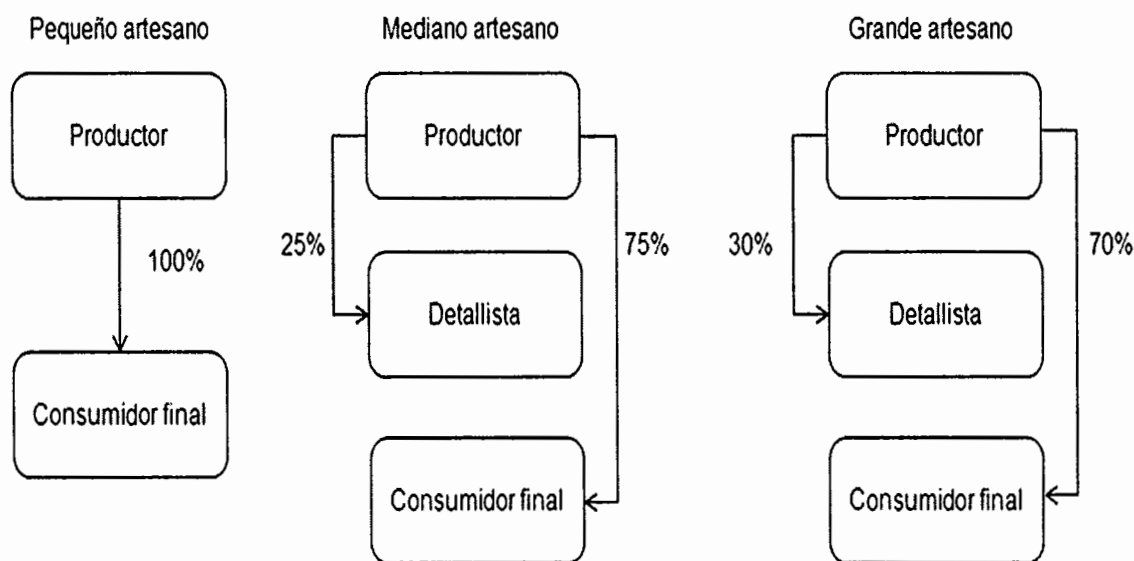 Pequeño artesano
Productor
100%
Consumidor final
Mediano artesano
Productor
25%
75%
Detallista
Consumidor final
Grande artesano
Productor
30%
70%
Detallista
Consumidor final